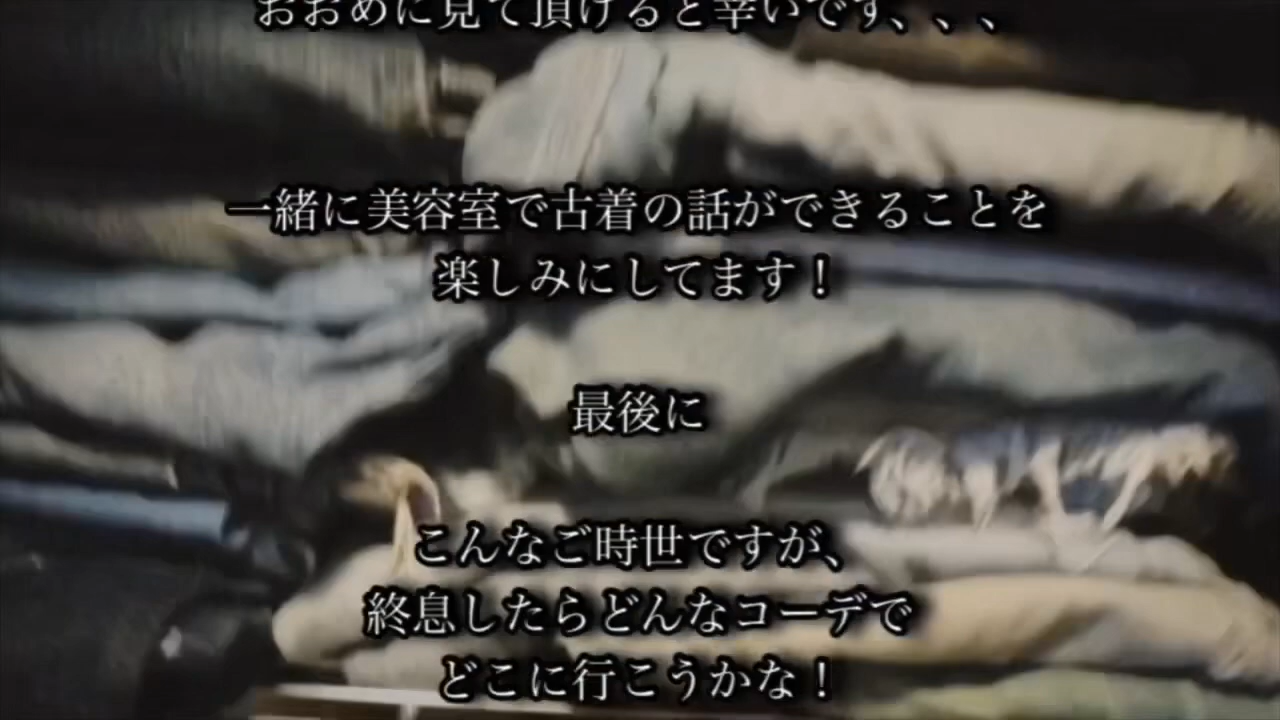 おおめに見て頂けると幸いです、、、
一緒に美容室で古着の話ができることを
楽しみにしてます！
最後に
こんなご時世ですが、
終息したらどんなコーデで
どこに行こうかな！